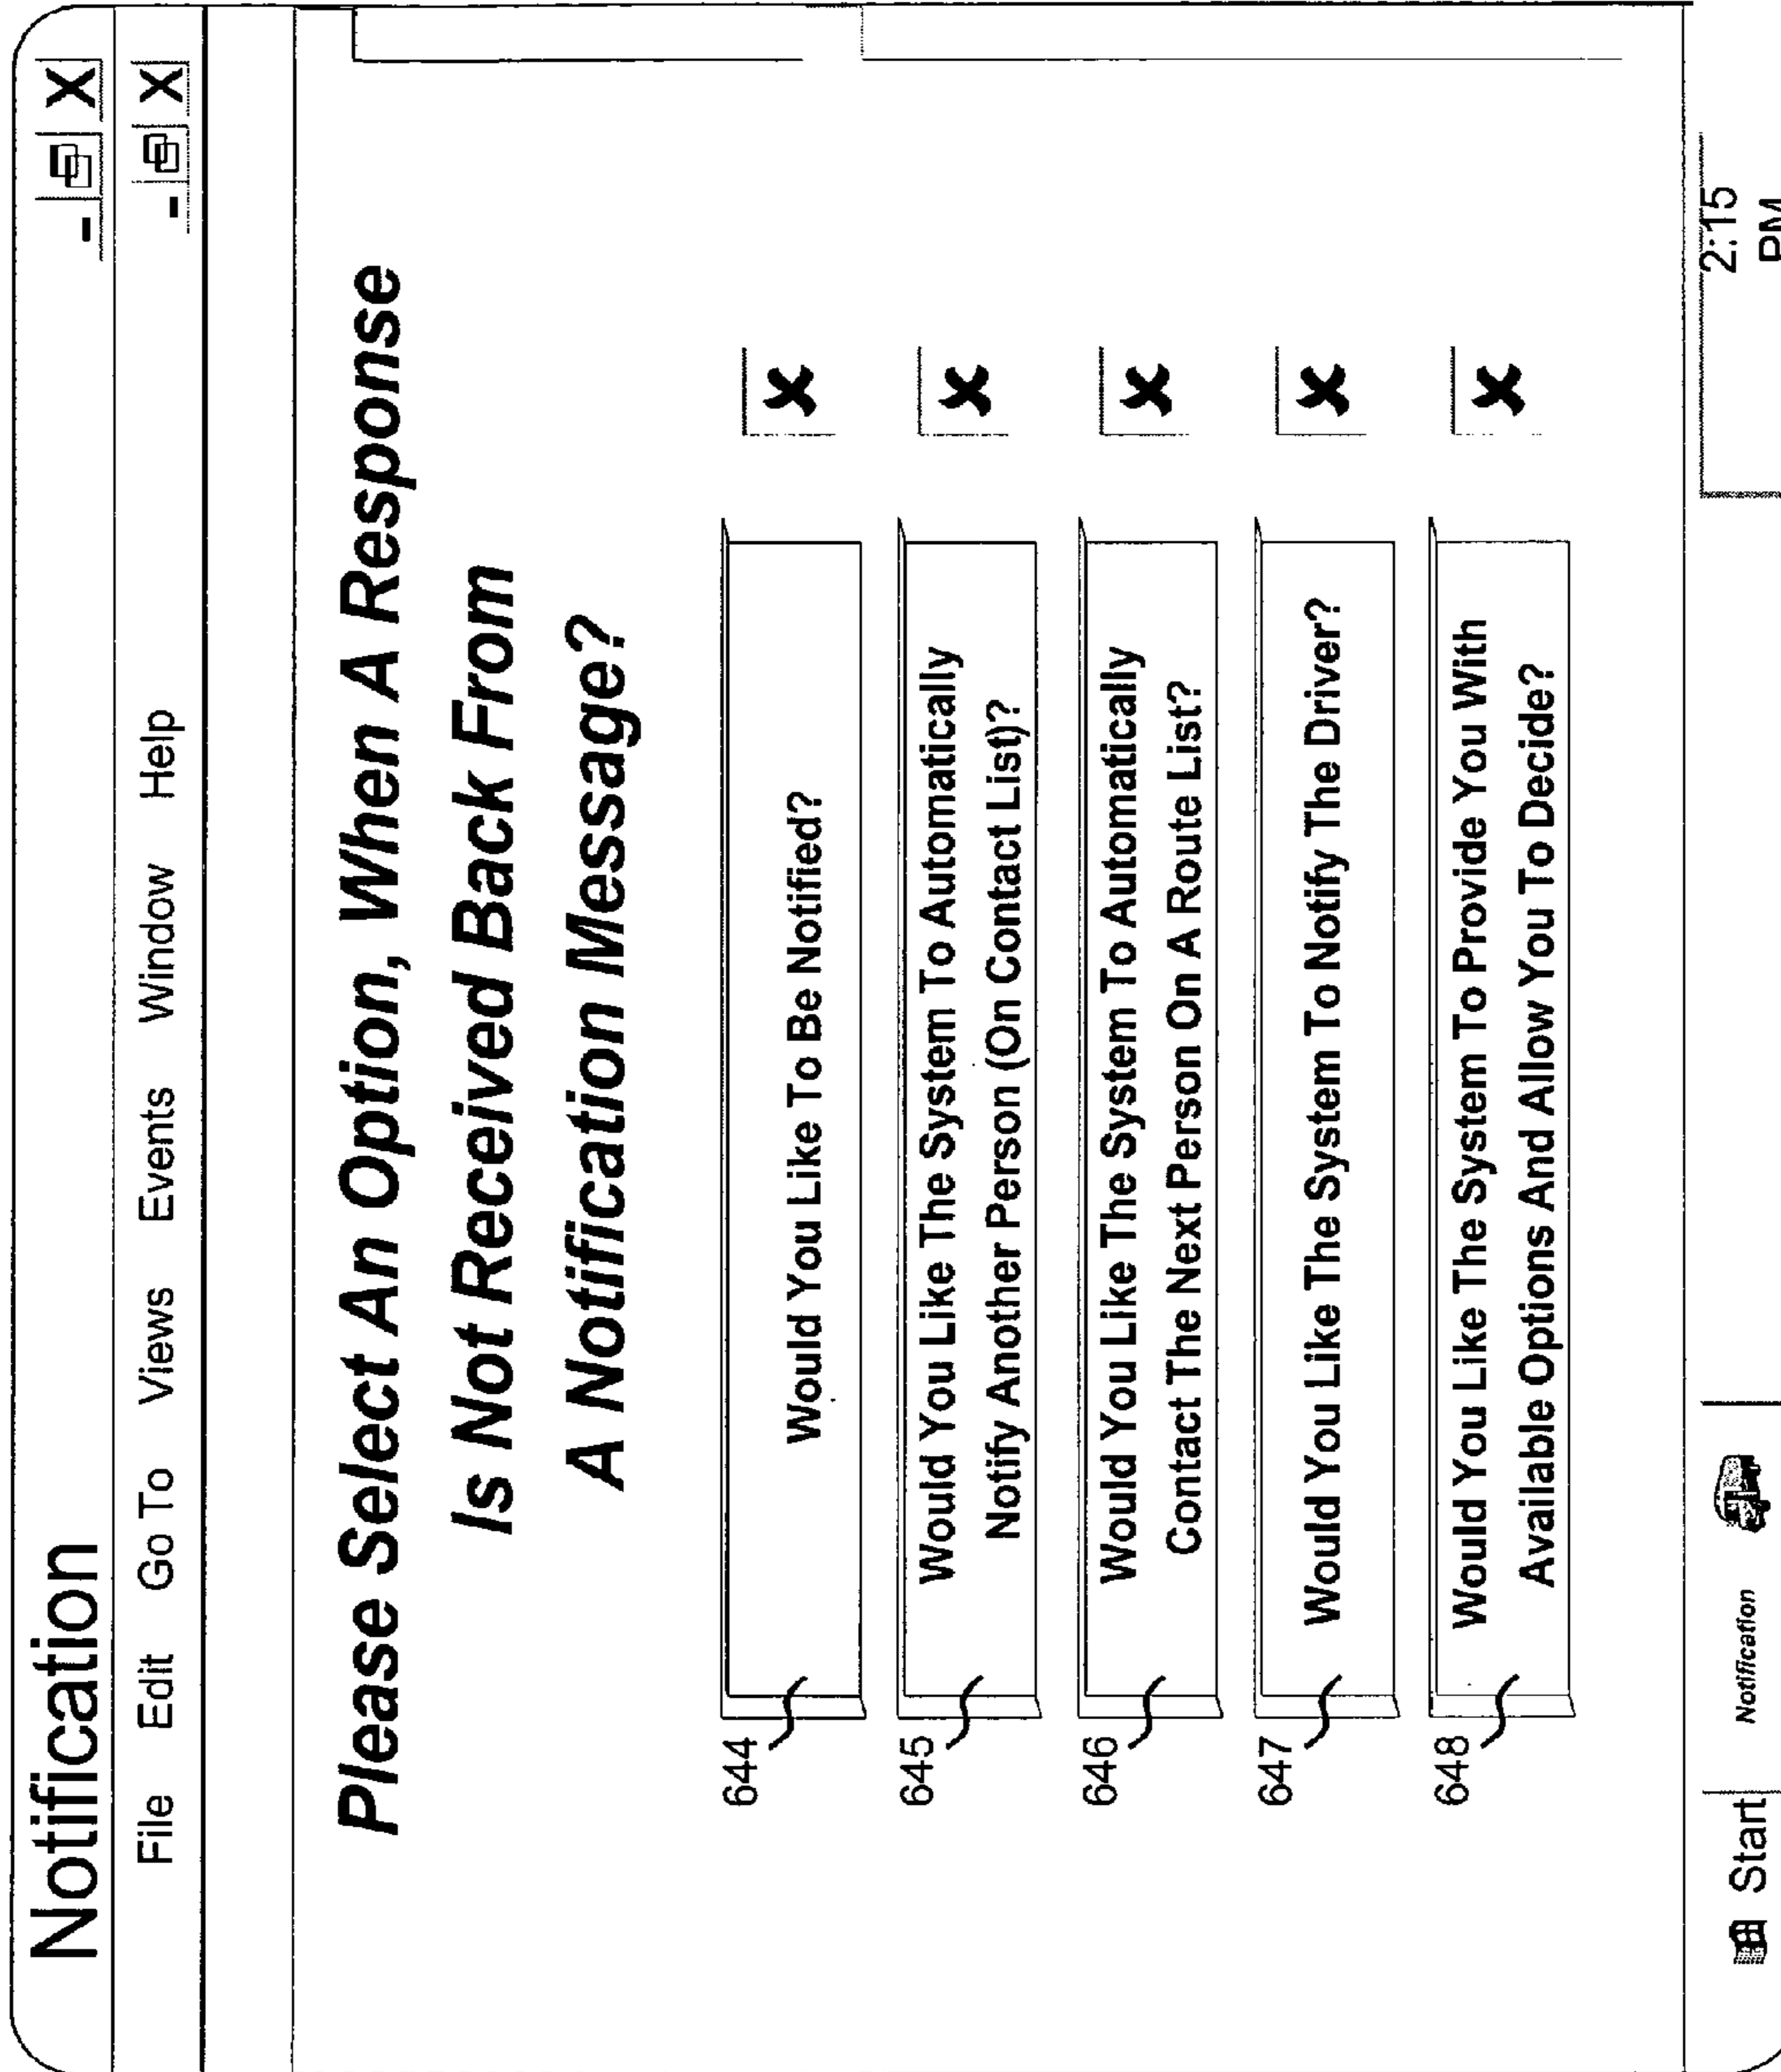 Notification
File Edit Go To Views Events Window Help
Please Select An Option, When A Response
Is Not Received Back From
A Notification Message?
644
Would You Like To Be Notified?
645
Would You Like The System To Automatically
Notify Another Person (On Contact List)?
646
Would You Like The System To Automatically
Contact The Next Person On A Route List?
647
Would You Like The System To Notify The Driver?
648
Would You Like The System To Provide You With
Available Options And Allow You To Decide?
Start
Notification
2:15
PM